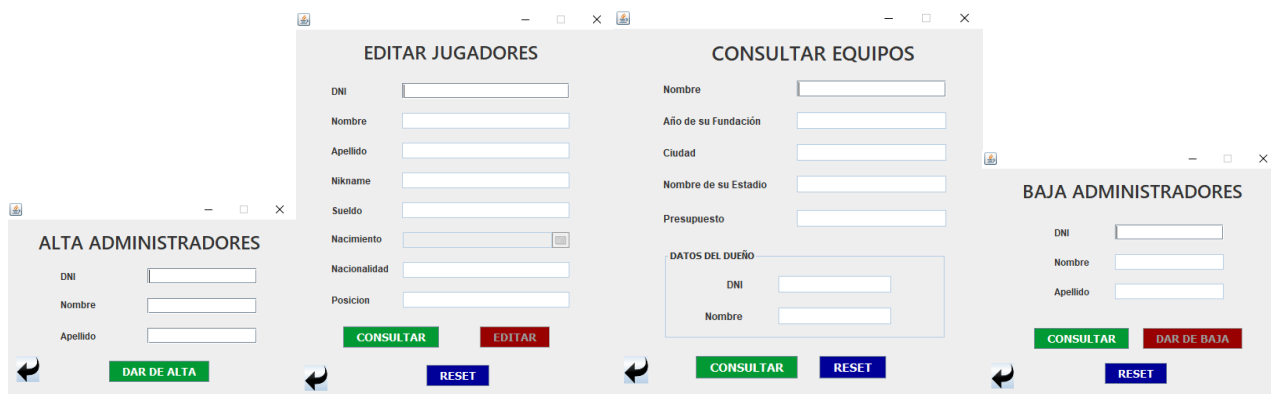 ALTA ADMINISTRADORES
DNI
Nombre
Apellido
DAR DE ALTA
EDITAR JUGADORES
DNI
Nombre
Apellido
Nikname
Sueldo
Nacimiento
Nacionalidad
Posicion
CONSULTAR EDITAR
RESET
CONSULTAR EQUIPOS
Nombre
Año de su Fundación
Ciudad
Nombre de su Estadio
Presupuesto
DATOS DEL DUEÑO
DNI
Nombre
CONSULTAR RESET
BAJA ADMINISTRADORES
DNI
Nombre
Apellido
CONSULTAR DAR DE BAJA
RESET